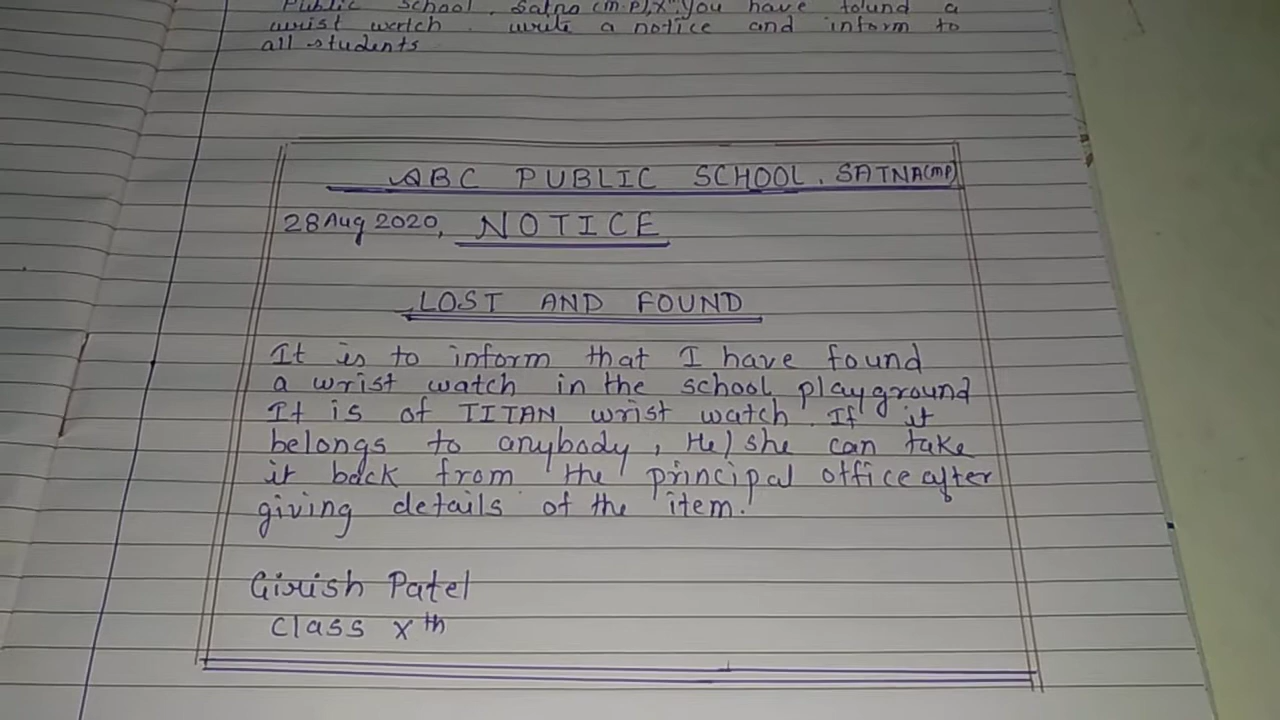 Public School, Satna (m.p), X" you have found a
wrist wertch. write a notice and inform to
all students
ABC PUBLIC SCHOOL, SATNA(MP)
28 Aug 2020, NOTICE
LOST AND FOUND
It is to inform that I have found
a wrist watch in the school playground
It is of TITAN wrist watch. If it
belongs to anybody, He/she can take
it back from the principal office after
giving details of the item.
Girish Patel
Class Xth